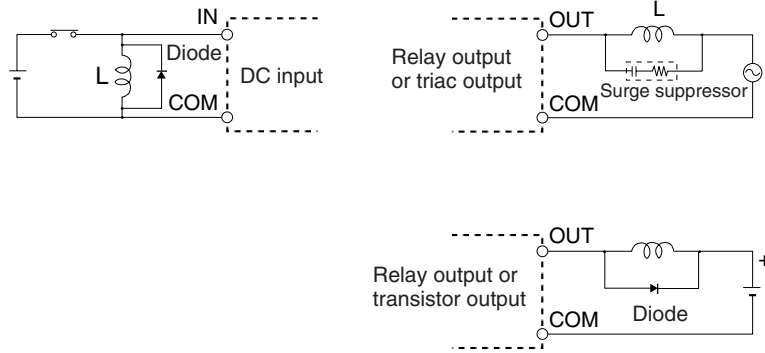 IN
Diode
L
DC input
COM
OUT
L
Relay output
or triac output
Surge suppressor
COM
OUT
+
Relay output or
transistor output
Diode
COM